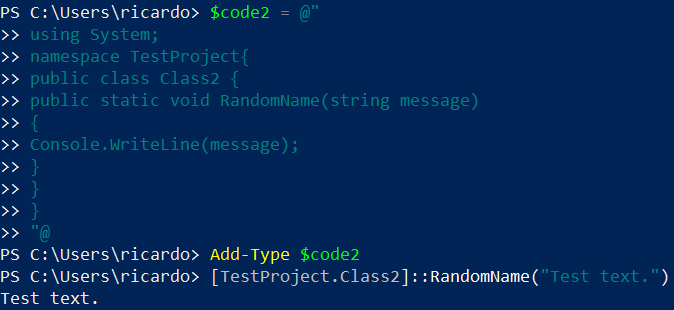 PS C:\Users\ricardo> $code2 = @"
>> using System;
>> namespace TestProject{
>> public class Class2 {
>> public static void RandomName(string message)
>> {
>> Console.WriteLine(message);
>> }
>> }
>> }
>> "@
PS C:\Users\ricardo> Add-Type $code2
PS C:\Users\ricardo> [TestProject.Class2]::RandomName("Test text.")
Test text.